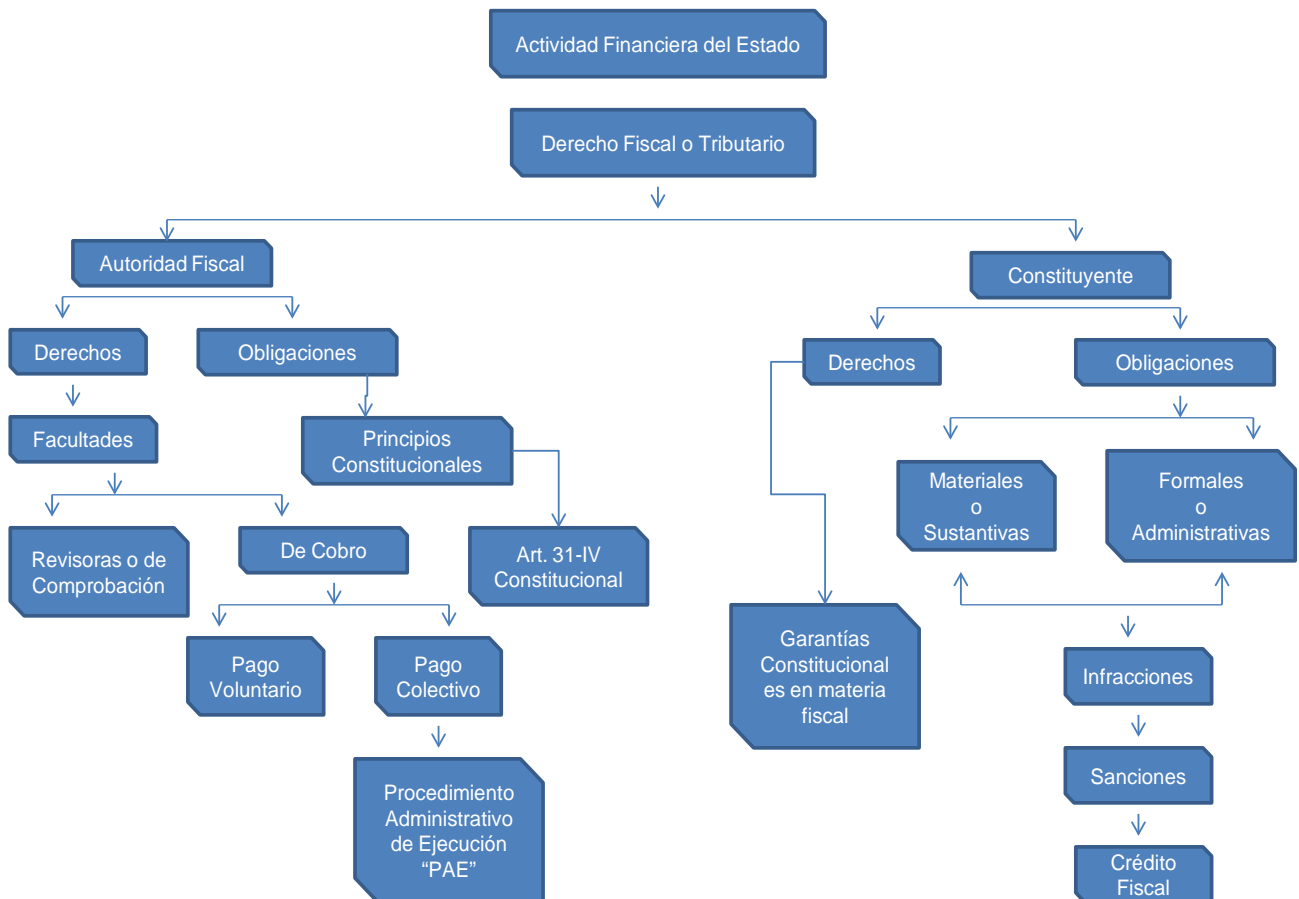 Actividad Financiera del Estado
Derecho Fiscal o Tributario
Autoridad Fiscal
Constituyente
Derechos
Obligaciones
Derechos
Obligaciones
Facultades
Principios
Constitucionales
Materiales
o
Sustantivas
Formales
o
Administrativas
Revisoras o de
Comprobación
De Cobro
Art. 31-IV
Constitucional
Pago
Voluntario
Pago
Colectivo
Garantías
Constitucional
es en materia
fiscal
Infracciones
Procedimiento
Administrativo
de Ejecución
“PAE”
Sanciones
Crédito
Fiscal